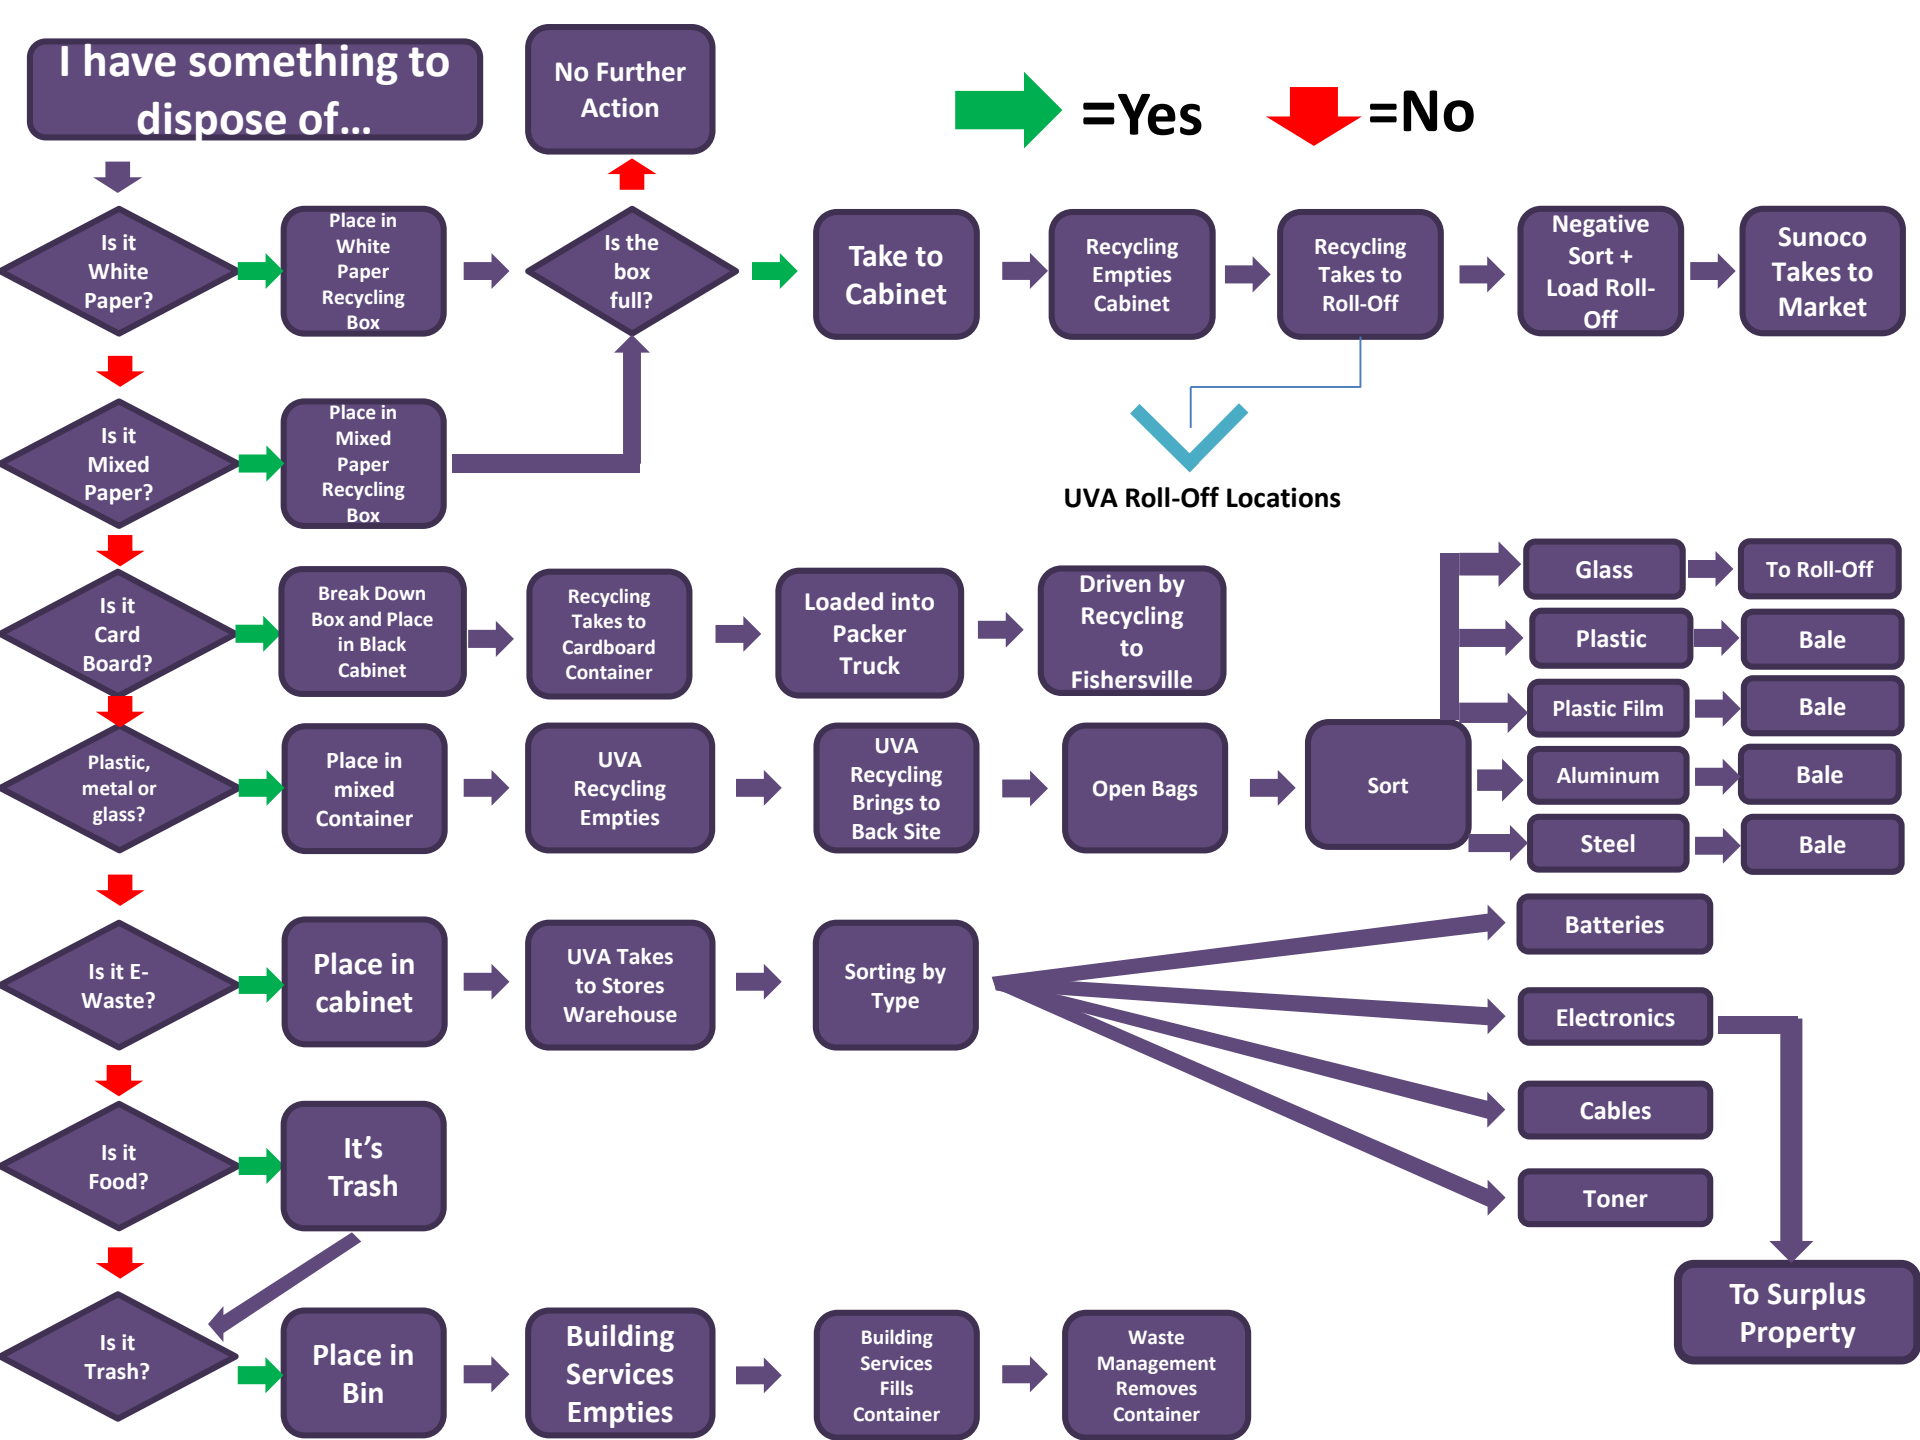 I have something to
dispose of...
No Further
Action
=Yes
=No
Is it
White
Paper?
Place in
White
Paper
Recycling
Box
Is the
box
full?
Take to
Cabinet
Recycling
Empties
Cabinet
Recycling
Takes to
Roll-Off
Negative
Sort +
Load Roll-
Off
Sunoco
Takes to
Market
Is it
Mixed
Paper?
Place in
Mixed
Paper
Recycling
Box
UVA Roll-Off Locations
Is it
Card
Board?
Break Down
Box and Place
in Black
Cabinet
Recycling
Takes to
Cardboard
Container
Loaded into
Packer
Truck
Driven by
Recycling
to
Fishersville
Glass
To Roll-Off
Plastic
Bale
Plastic Film
Bale
Plastic,
metal or
glass?
Place in
mixed
Container
UVA
Recycling
Empties
UVA
Recycling
Brings to
Back Site
Open Bags
Sort
Aluminum
Bale
Steel
Bale
Is it E-
Waste?
Place in
cabinet
UVA Takes
to Stores
Warehouse
Sorting by
Type
Batteries
Electronics
Cables
Toner
Is it
Food?
It’s
Trash
To Surplus
Property
Is it
Trash?
Place in
Bin
Building
Services
Empties
Building
Services
Fills
Container
Waste
Management
Removes
Container